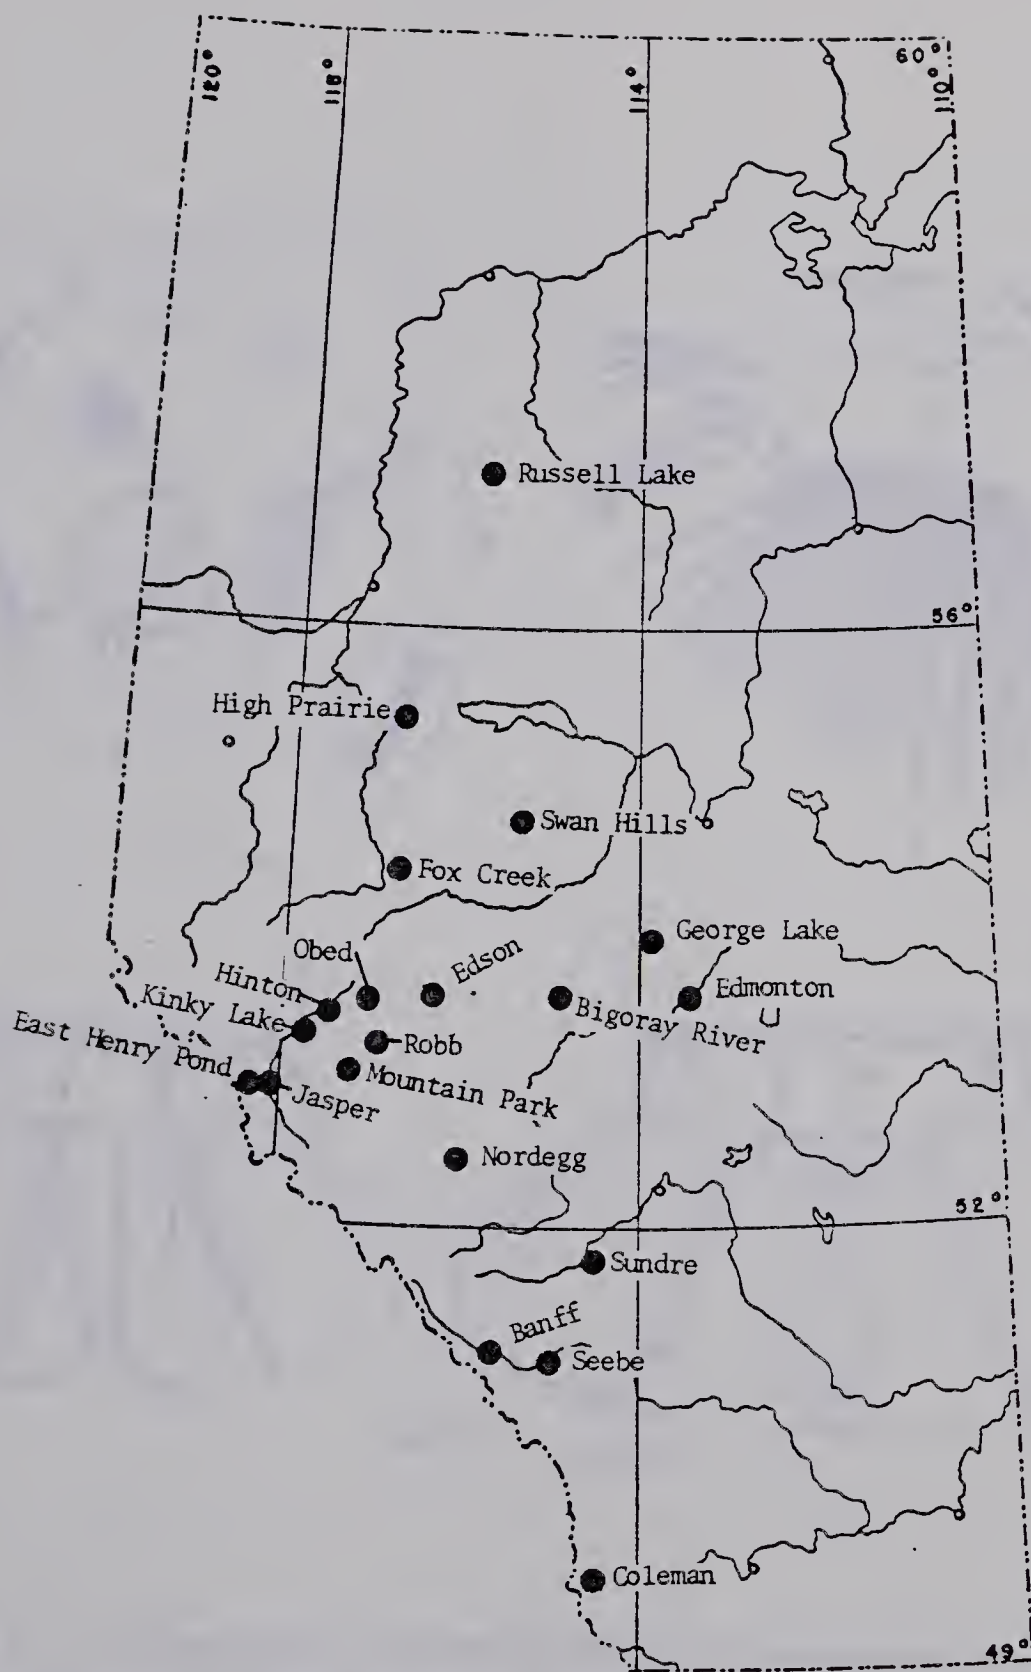 120°
118°
114°
60°
110°
Russell Lake
56°
High Prairie
Swan Hills
Fox Creek
George Lake
Obed
Edson
Hinton
Edmonton
Kinky Lake
Bigoray River
East Henry Pond
Robb
Mountain Park
Jasper
Nordegg
52°
Sundre
Banff
Seebe
Coleman
49°